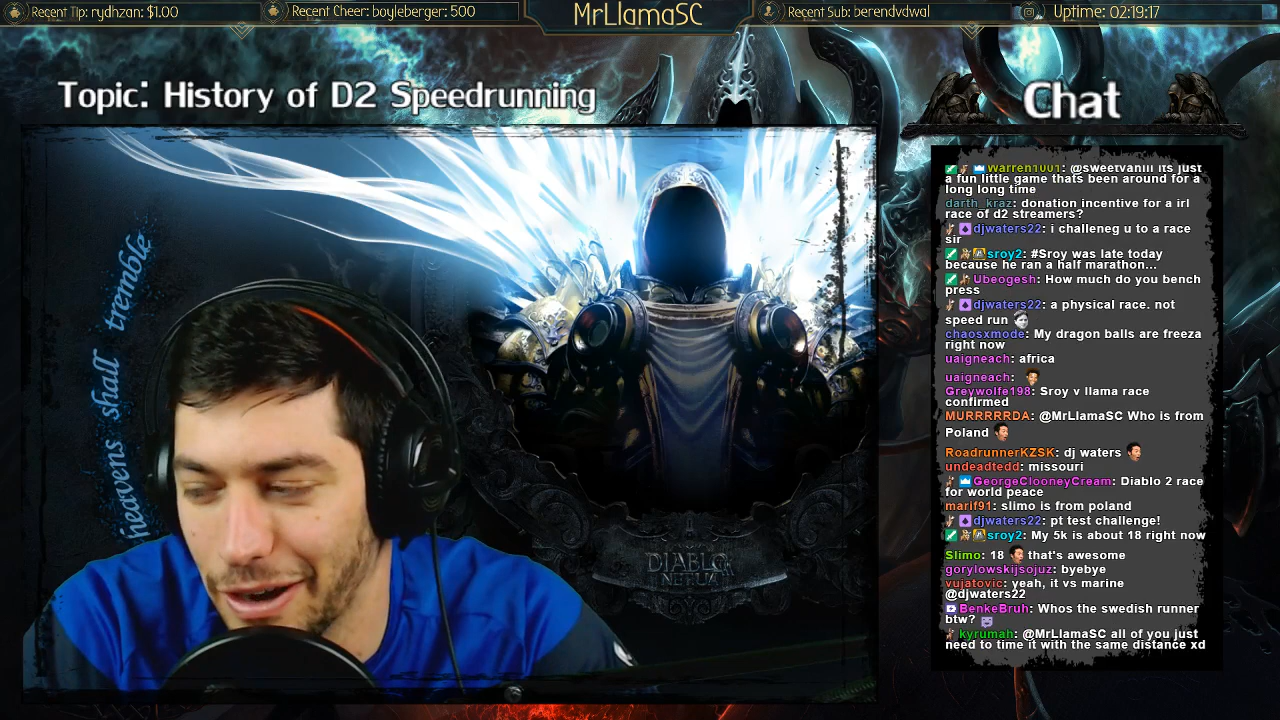 Recent Tip: rydhzan: $1.00
Recent Cheer: boyleberger: 500
MrLlamaSC
Recent Sub: berendvdwal
Uptime: 02:19:17
Topic: History of D2 Speedrunning
Chat
heavens shall tremble
DIABLO
warren1001: @sweetvanill its just
a fun little game thats been around for a
long long time
darth_kraz: donation incentive for a irl
race of d2 streamers?
djwaters22: i challeneg u to a race
sir
sroy2: #Sroy was late today
because he ran a half marathon...
Ubeogesh: How much do you bench
press
djwaters22: a physical race. not
speed run
chaosxmode: My dragon balls are freeza
right now
uaigneach: africa
uaigneach:
Greywolfe198: Sroy v llama race
confirmed
MURRRRRDA: @MrLlamaSC Who is from
Poland
RoadrunnerKZSK: dj waters
undeadtedd: missouri
GeorgeClooneyCream: Diablo 2 race
for world peace
marif91: slimo is from poland
djwaters22: pt test challenge!
sroy2: My 5k is about 18 right now
Slimo: 18 that's awesome
gorylowskijsojuz: byebye
vujatovic: yeah, it vs marine
@djwaters22
BenkeBruh: Whos the swedish runner
btw?
kyrumah: @MrLlamaSC all of you just
need to time it with the same distance xd